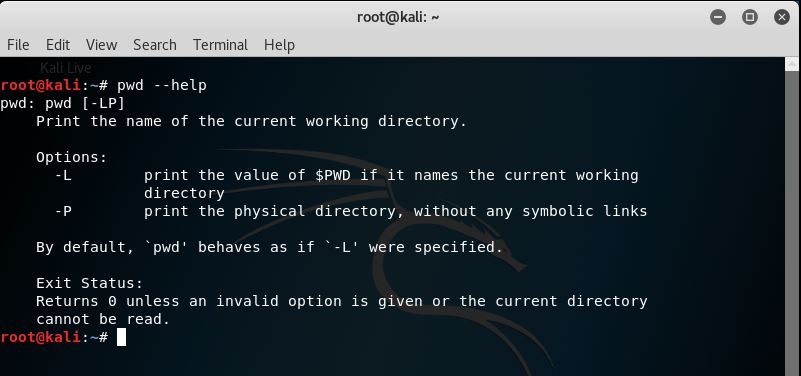 root@kali: ~
File Edit View Search Terminal Help
Kali Live
root@kali:~# pwd --help
pwd: pwd [-LP]
    Print the name of the current working directory.

    Options:
      -L        print the value of $PWD if it names the current working
                directory
      -P        print the physical directory, without any symbolic links

    By default, `pwd' behaves as if `-L' were specified.

    Exit Status:
    Returns 0 unless an invalid option is given or the current directory
    cannot be read.
root@kali:~#